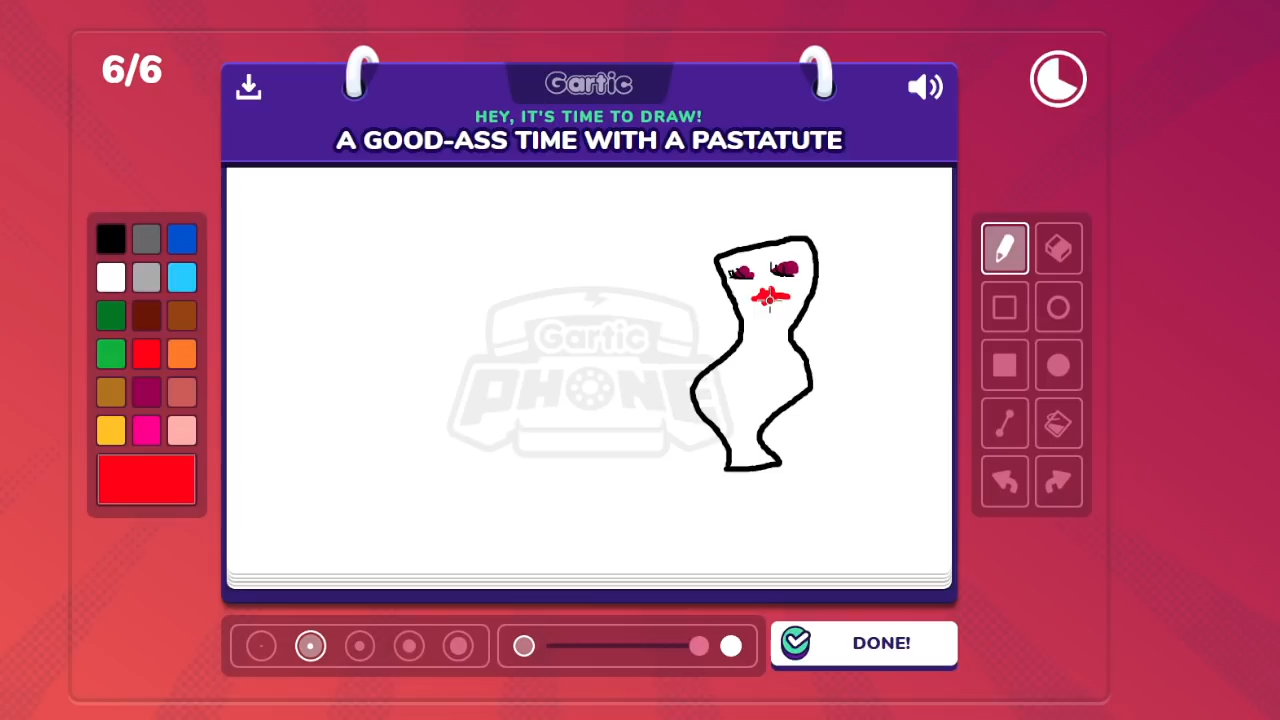 6/6
Gartic
HEY, IT'S TIME TO DRAW!
A GOOD-ASS TIME WITH A PASTATUTE
Gartic
PHONE
DONE!